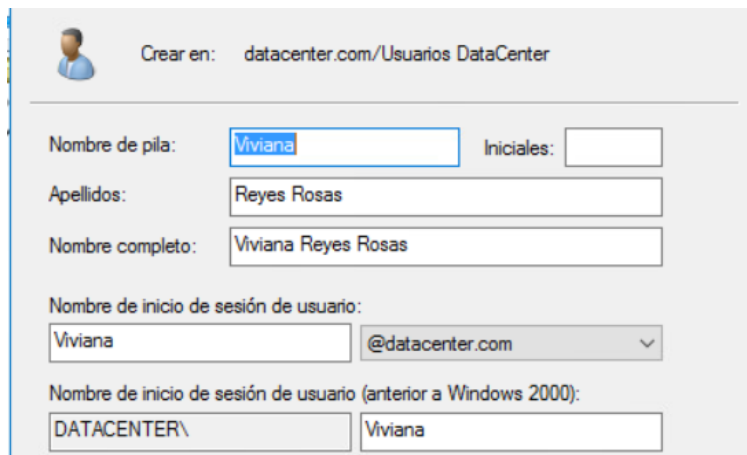 Crear en: datacenter.com/Usuarios DataCenter
Nombre de pila: Viviana Iniciales:
Apellidos: Reyes Rosas
Nombre completo: Viviana Reyes Rosas
Nombre de inicio de sesión de usuario:
Viviana @datacenter.com
Nombre de inicio de sesión de usuario (anterior a Windows 2000):
DATACENTER\ Viviana